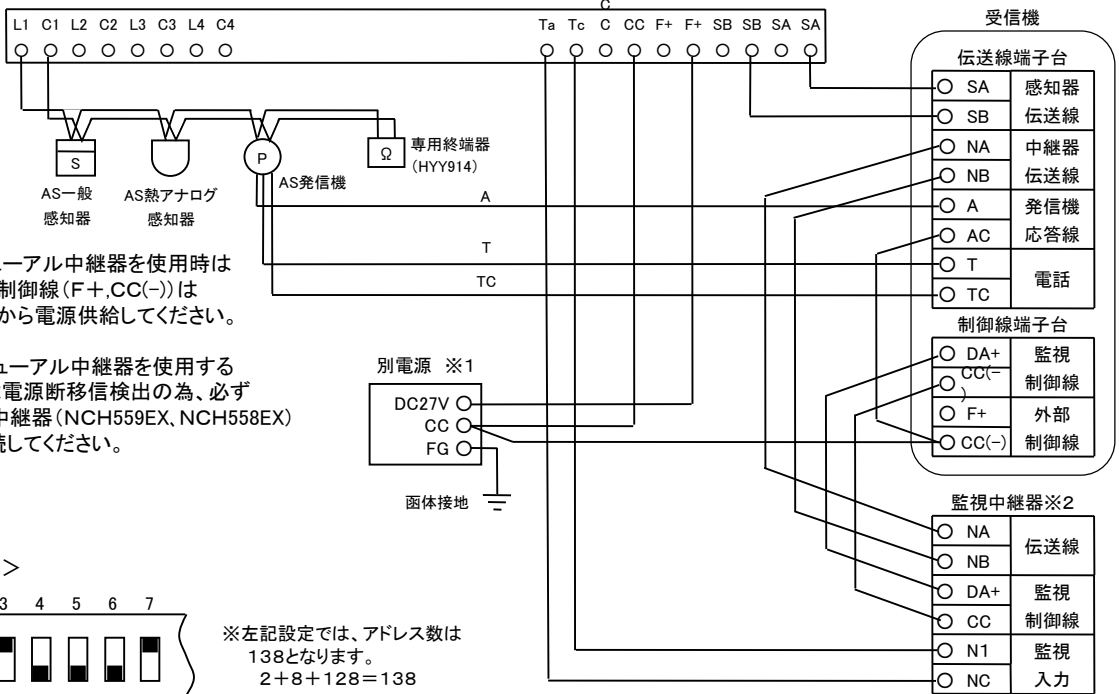 C
L1 C1 L2 C2 L3 C3 L4 C4 Ta Tc C CC F+ F+ SB SB SA SA
受信機
伝送線端子台
SA 感知器
SB 伝送線
NA 中継器
NB 伝送線
A 発信機
AC 応答線
T 電話
TC
制御線端子台
DA+ 監視
CC(-) 制御線
F+ 外部
CC(-) 制御線
S
AS一般
感知器
AS熱アナログ
感知器
P
AS発信機
Ω
専用終端器
(HYY914)
A
T
TC
ューアル中継器を使用時は
制御線(F+,CC(-))は
から電源供給してください。
ューアル中継器を使用する
電源断移信検出の為、必ず
中継器(NCH559EX、NCH558EX)
続してください。
別電源 ※1
DC27V
CC
FG
函体接地
監視中継器※2
NA 伝送線
NB
DA+ 監視
CC 制御線
N1 監視
NC 入力
>
3 4 5 6 7
※左記設定では、アドレス数は
138となります。
2+8+128=138